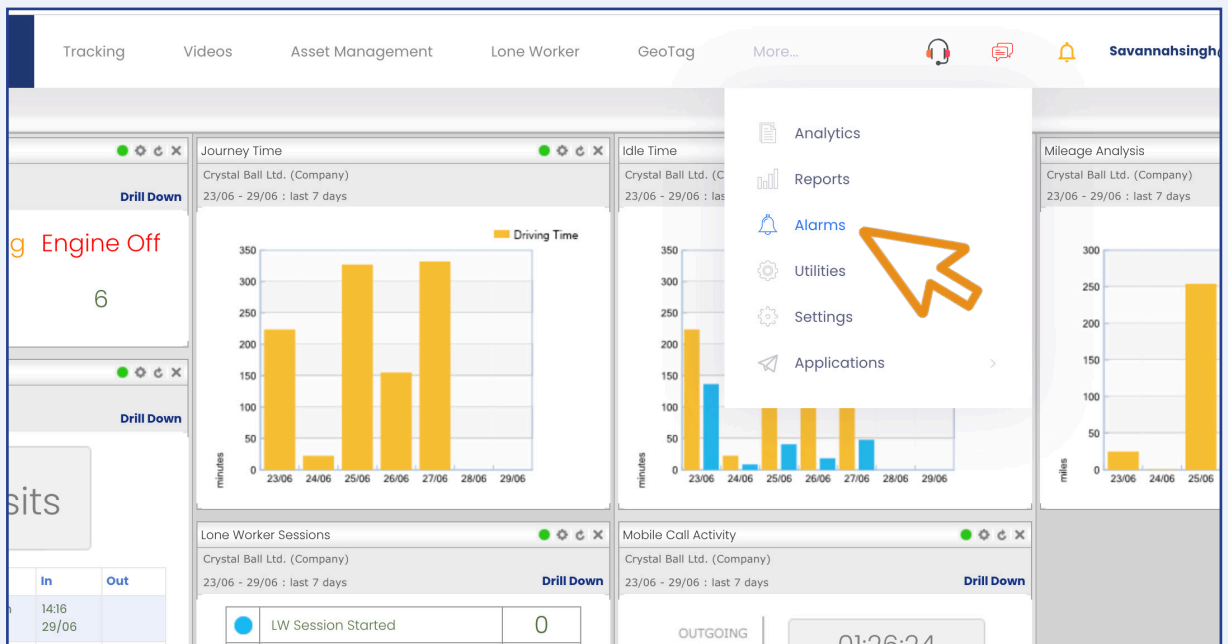 Tracking
Videos
Asset Management
Lone Worker
GeoTag
More...
Savannahsingh
Analytics
Reports
Alarms
Utilities
Settings
Applications
Drill Down
Engine Off
6
Drill Down
In
Out
14:16
29/06
Journey Time
Crystal Ball Ltd. (Company)
23/06 - 29/06 : last 7 days
Driving Time
350
300
250
200
150
100
50
0
minutes
23/06 24/06 25/06 26/06 27/06 28/06 29/06
Idle Time
Crystal Ball Ltd. (C
23/06 - 29/06 : las
350
300
250
200
150
100
50
0
minutes
23/06 24/06 25/06 26/06 27/06 28/06 29/06
Mileage Analysis
Crystal Ball Ltd. (Company)
23/06 - 29/06 : last 7 days
300
250
200
150
100
50
0
miles
23/06 24/06 25/06
Lone Worker Sessions
Crystal Ball Ltd. (Company)
23/06 - 29/06 : last 7 days
Drill Down
LW Session Started
0
Mobile Call Activity
Crystal Ball Ltd. (Company)
23/06 - 29/06 : last 7 days
Drill Down
OUTGOING
01:26:24